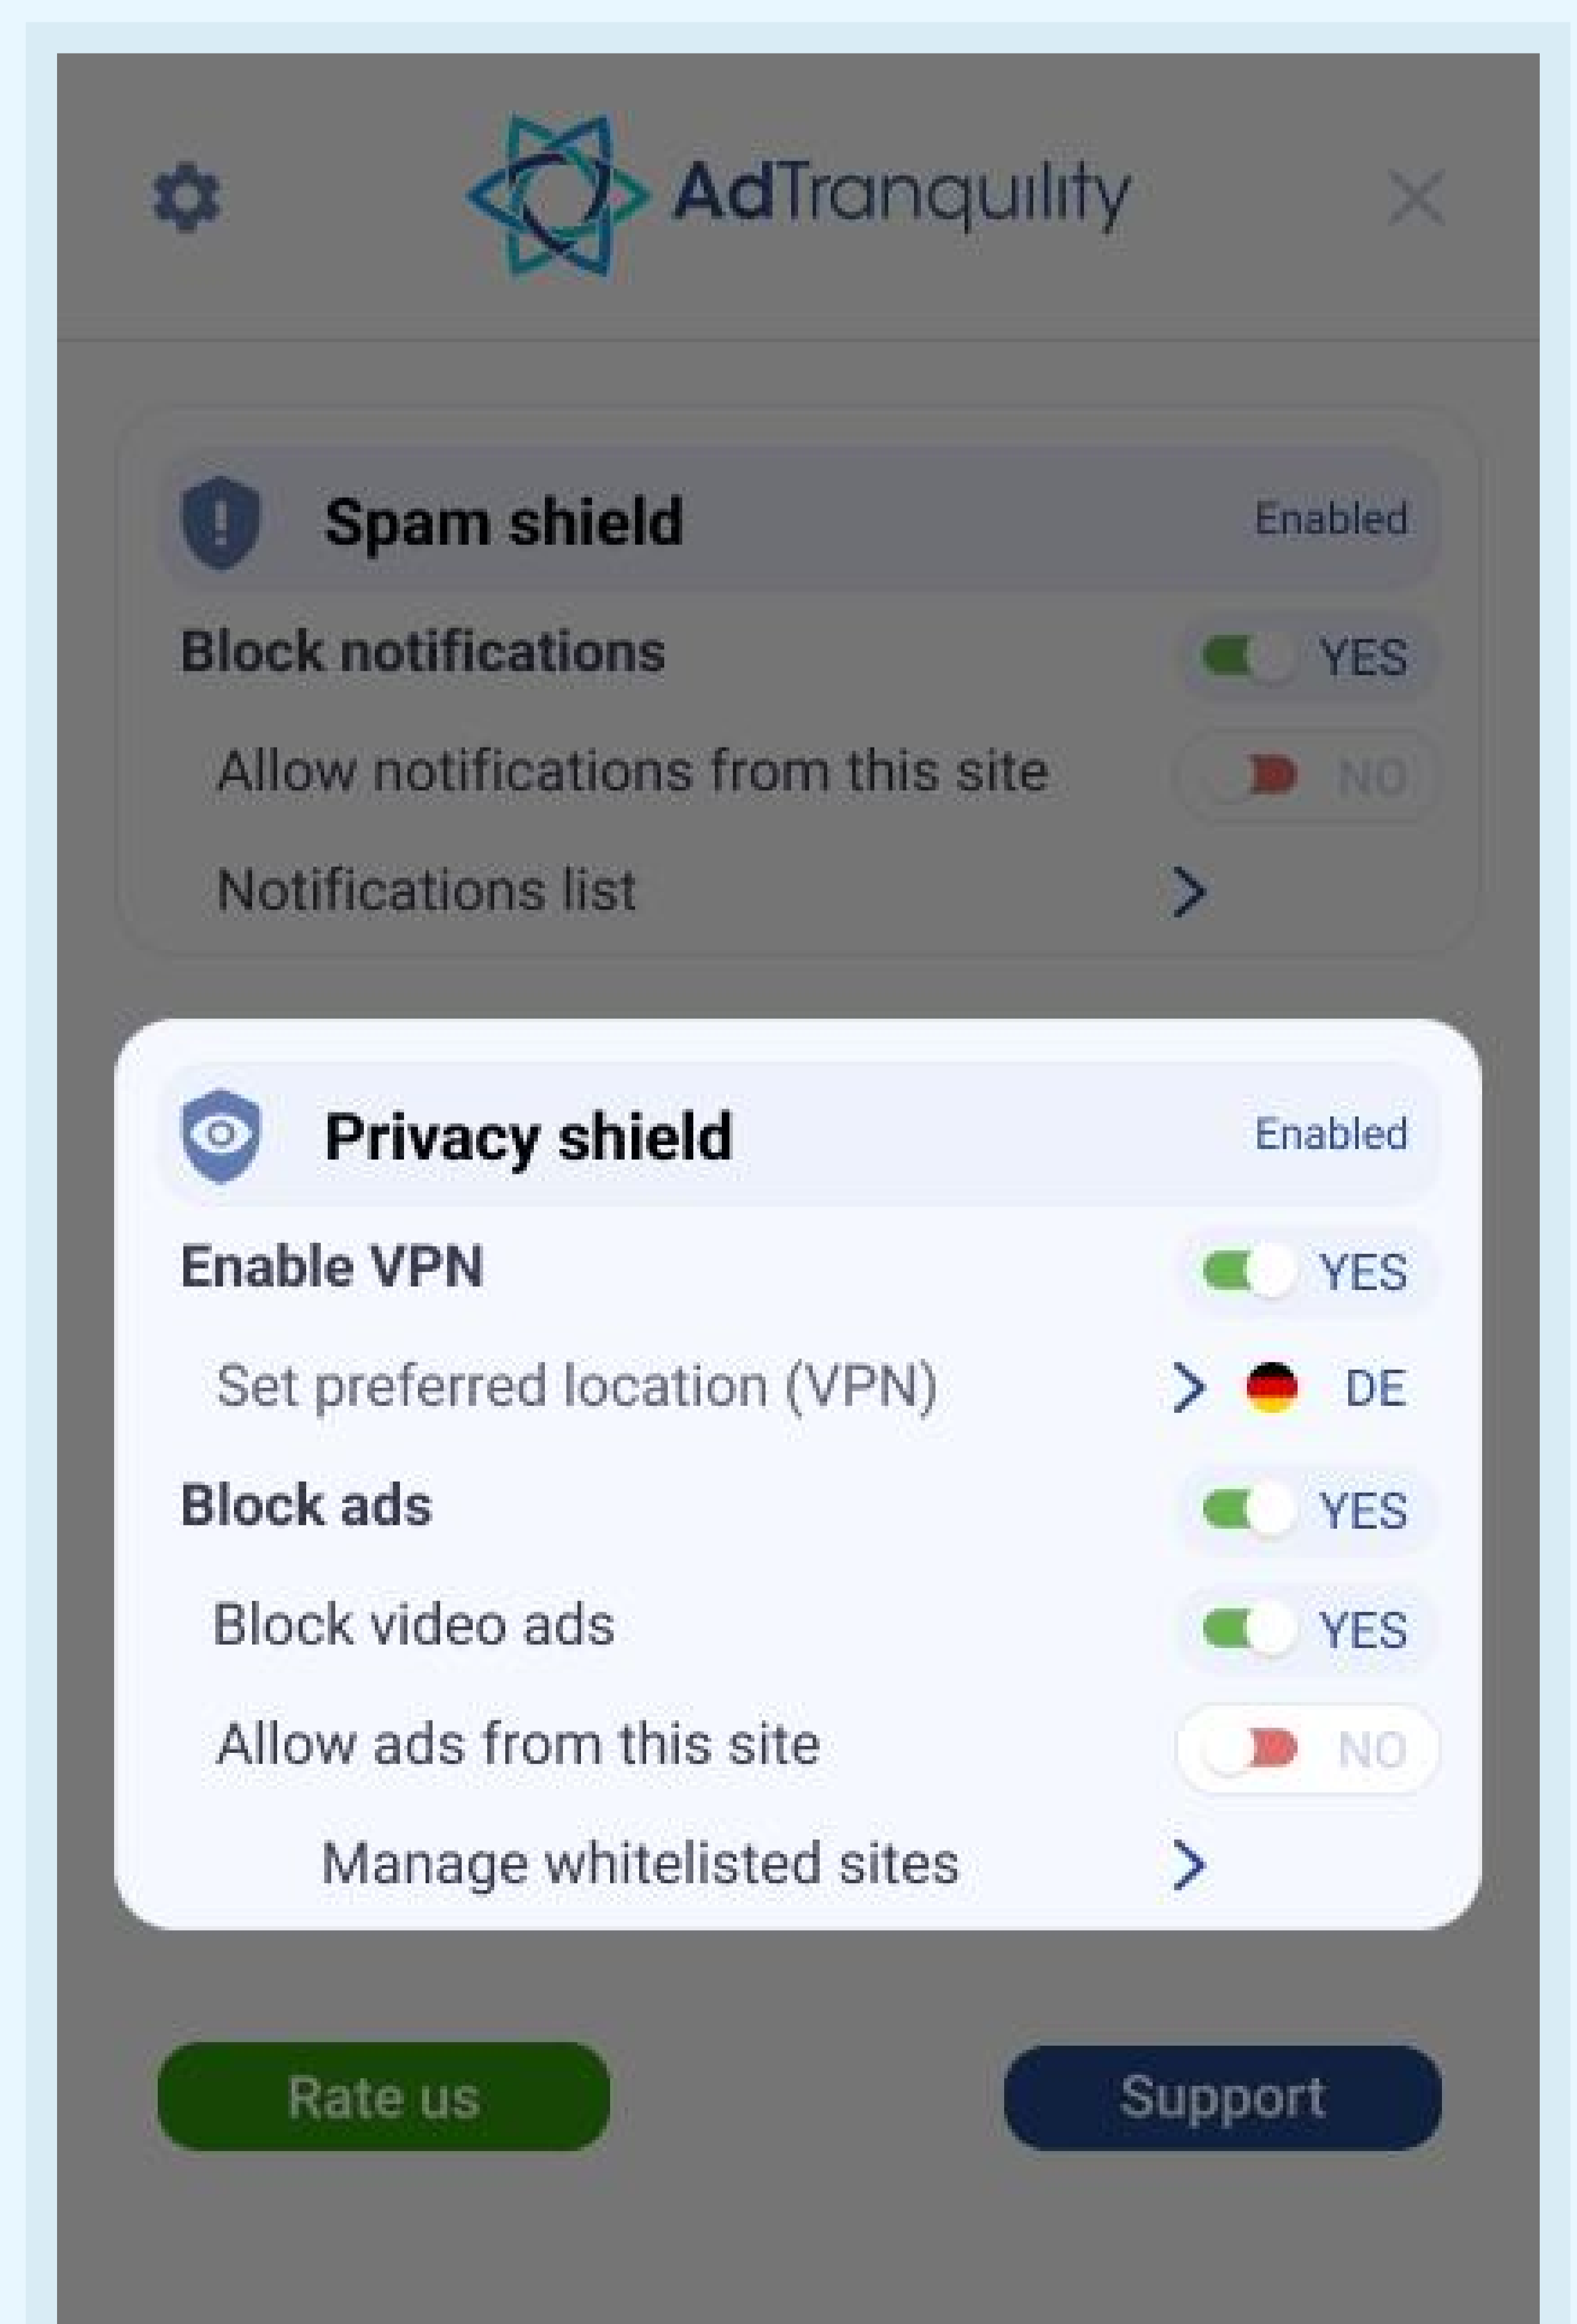 AdTranquility
Spam shield Enabled
Block notifications YES
Allow notifications from this site NO
Notifications list
Privacy shield Enabled
Enable VPN YES
Set preferred location (VPN) DE
Block ads YES
Block video ads YES
Allow ads from this site NO
Manage whitelisted sites
Rate us Support